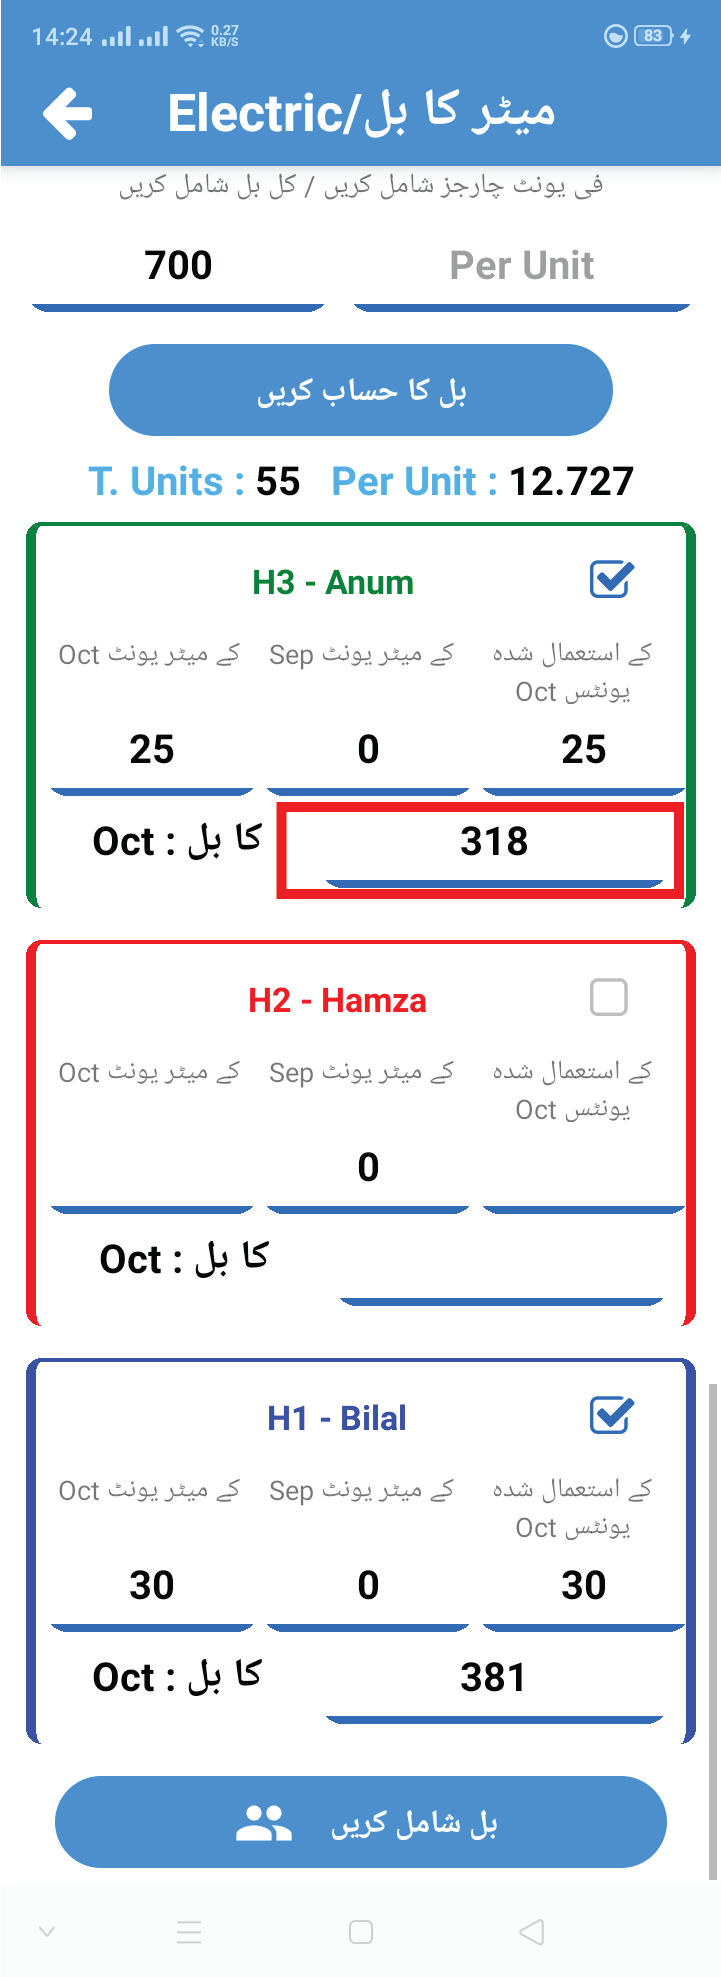 14:24 0.27 KB/S 83
Electric/میٹر کا بل
فی یونٹ چارجز شامل کریں / کل بل شامل کریں
700 Per Unit
بل کا حساب کریں
T. Units : 55 Per Unit : 12.727
H3 - Anum
Oct کے میٹر یونٹ Sep کے میٹر یونٹ کے استعمال شدہ
یونٹس Oct
25 0 25
Oct : کا بل 318
H2 - Hamza
Oct کے میٹر یونٹ Sep کے میٹر یونٹ کے استعمال شدہ
یونٹس Oct
0
Oct : کا بل
H1 - Bilal
Oct کے میٹر یونٹ Sep کے میٹر یونٹ کے استعمال شدہ
یونٹس Oct
30 0 30
Oct : کا بل 381
بل شامل کریں